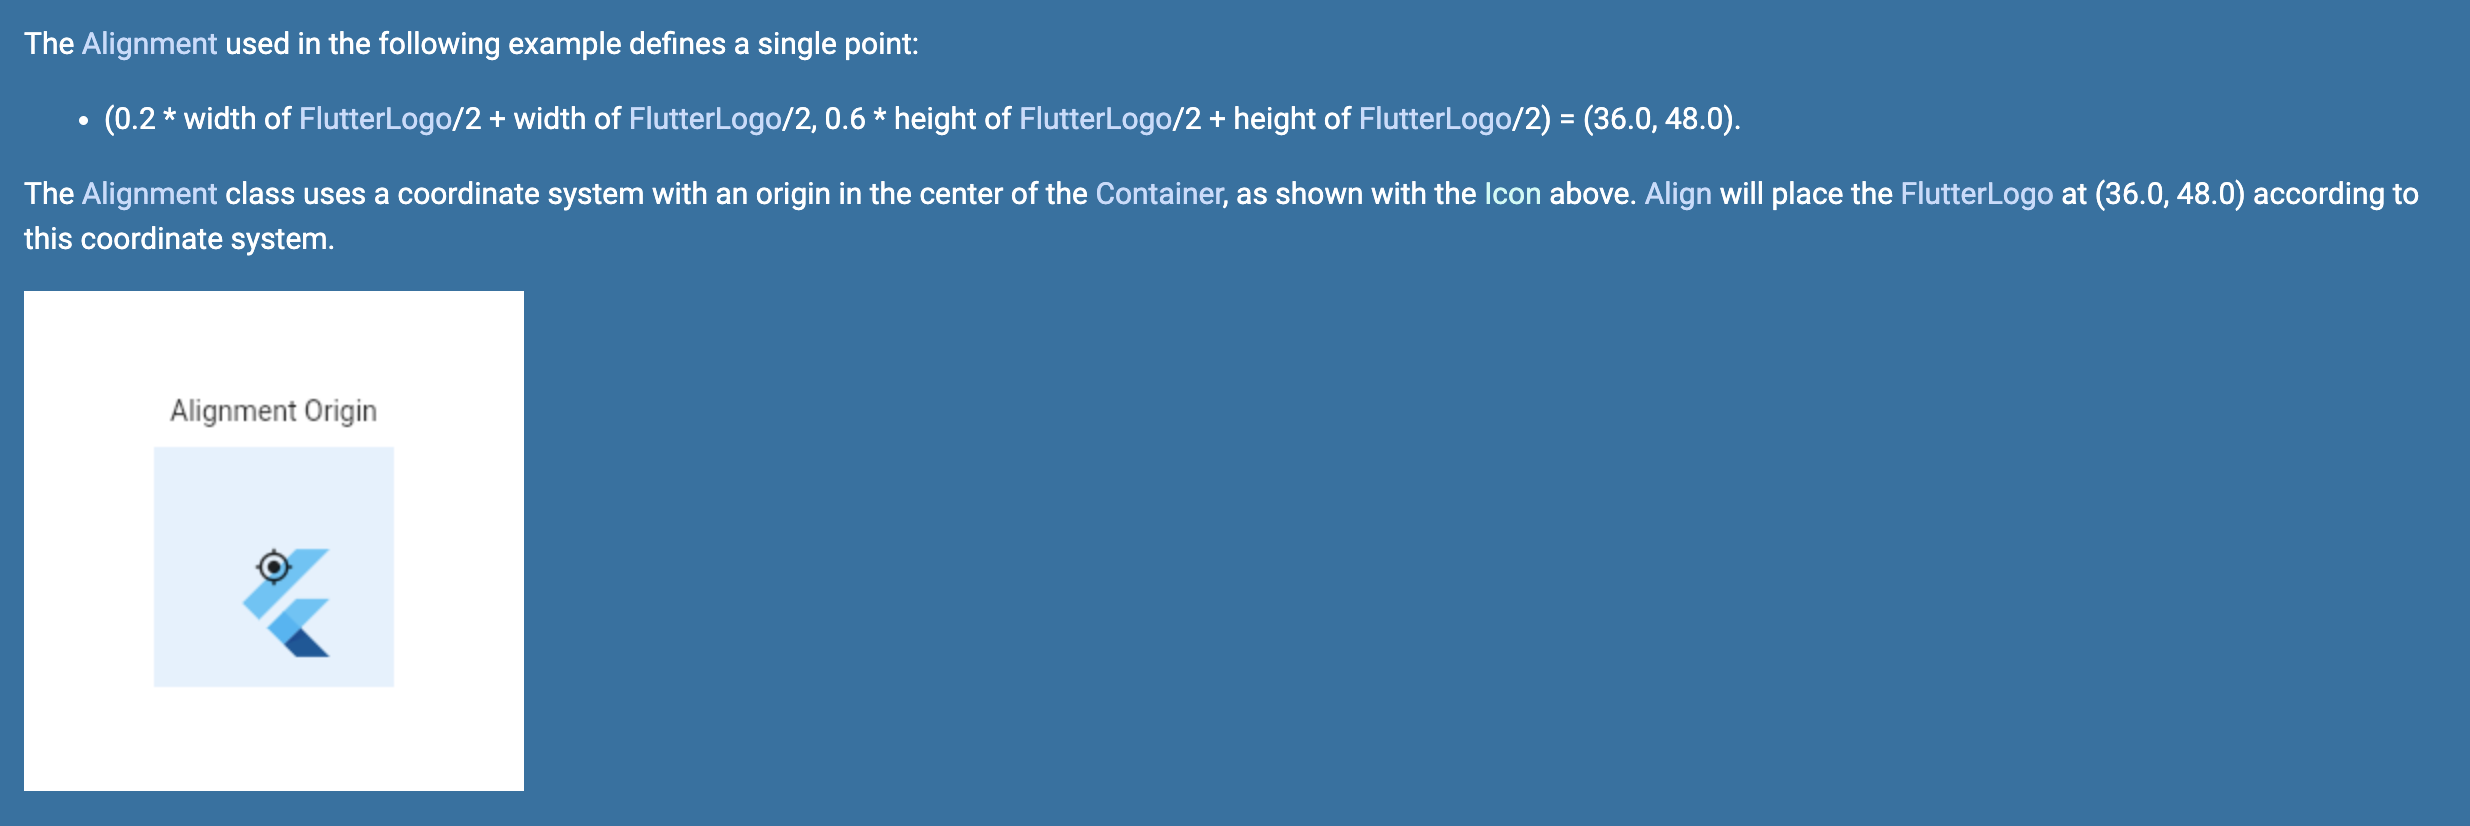 The Alignment used in the following example defines a single point:
• (0.2 * width of FlutterLogo/2 + width of FlutterLogo/2, 0.6 * height of FlutterLogo/2 + height of FlutterLogo/2) = (36.0, 48.0).
The Alignment class uses a coordinate system with an origin in the center of the Container, as shown with the Icon above. Align will place the FlutterLogo at (36.0, 48.0) according to
this coordinate system.
Alignment Origin